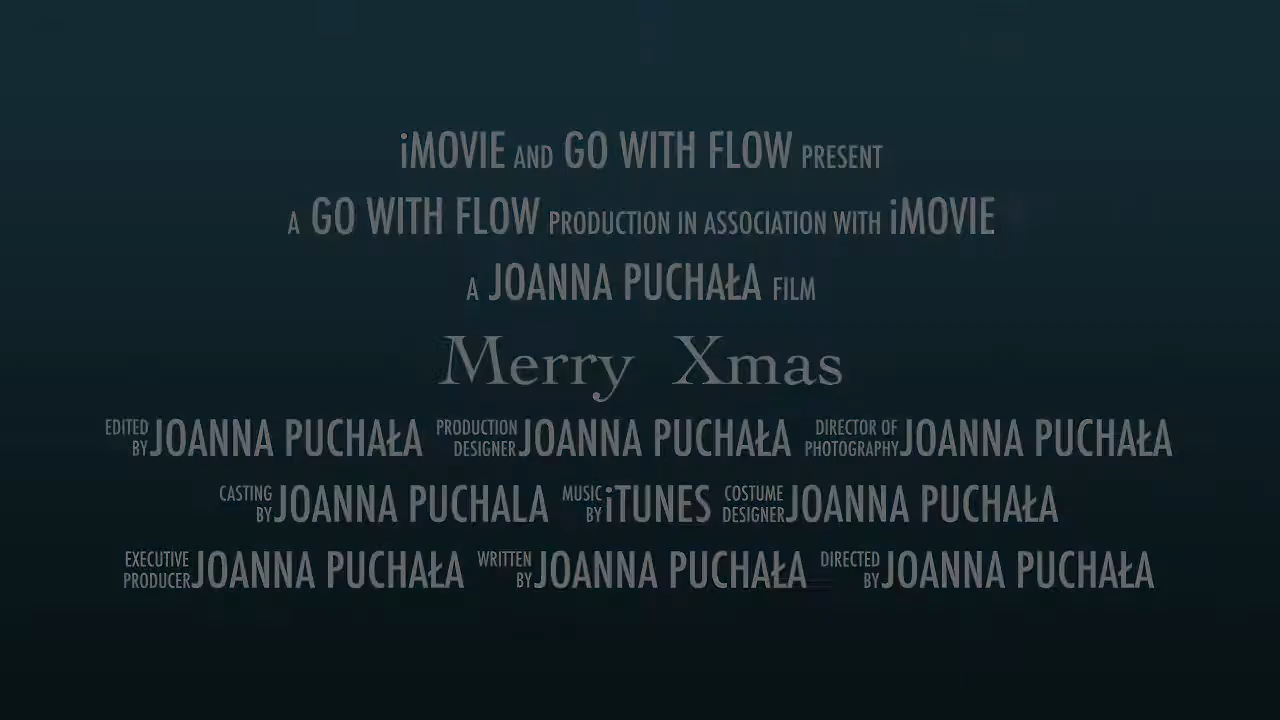 iMOVIE AND GO WITH FLOW PRESENT
A GO WITH FLOW PRODUCTION IN ASSOCIATION WITH iMOVIE
A JOANNA PUCHAŁA FILM
Merry Xmas
EDITED BY JOANNA PUCHAŁA PRODUCTION DESIGNER JOANNA PUCHAŁA DIRECTOR OF PHOTOGRAPHY JOANNA PUCHAŁA
CASTING BY JOANNA PUCHALA MUSIC BY iTUNES COSTUME DESIGNER JOANNA PUCHAŁA
EXECUTIVE PRODUCER JOANNA PUCHAŁA WRITTEN BY JOANNA PUCHAŁA DIRECTED BY JOANNA PUCHAŁA